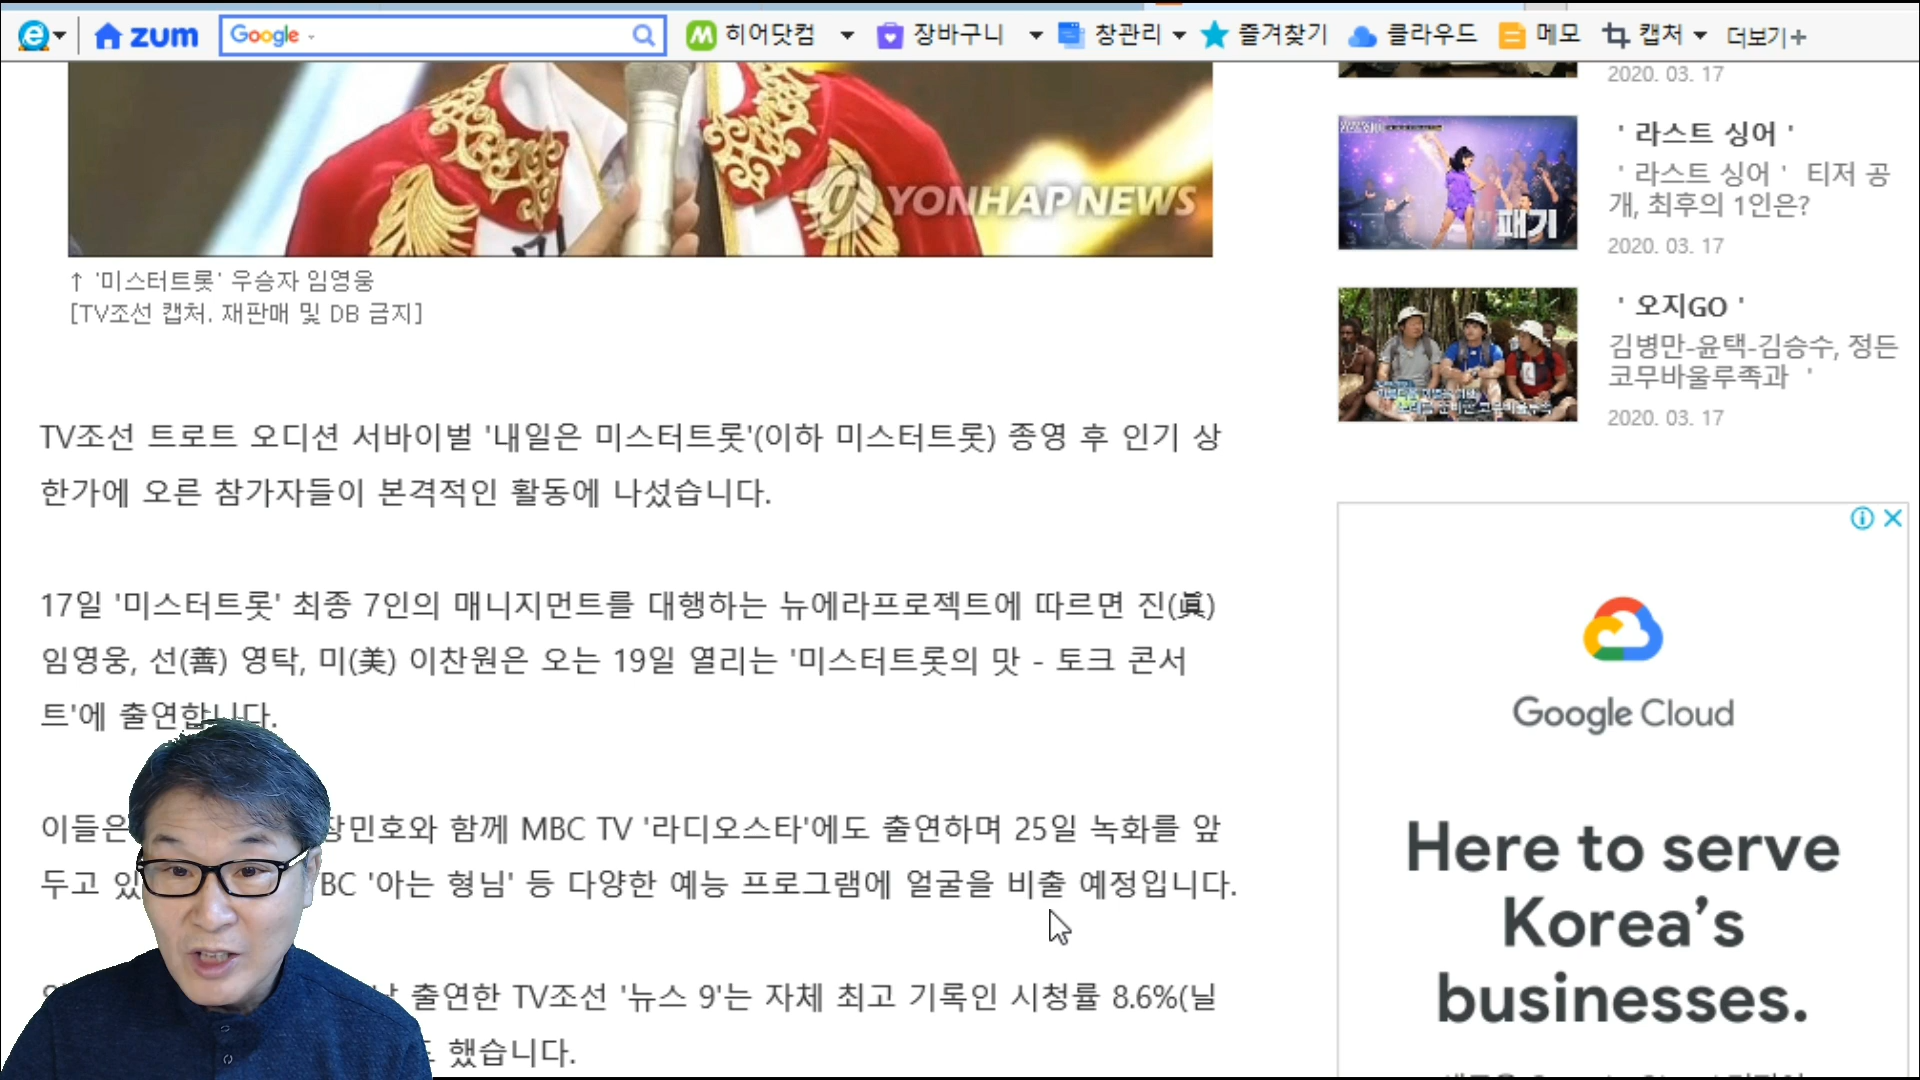 zum
Google
히어닷컴
장바구니
창관리
즐겨찾기
클라우드
메모
캡처
더보기+
YONHAP NEWS
↑ '미스터트롯' 우승자 임영웅
[TV조선 캡처. 재판매 및 DB 금지]
TV조선 트로트 오디션 서바이벌 '내일은 미스터트롯'(이하 미스터트롯) 종영 후 인기 상
한가에 오른 참가자들이 본격적인 활동에 나섰습니다.
17일 '미스터트롯' 최종 7인의 매니지먼트를 대행하는 뉴에라프로젝트에 따르면 진(眞)
임영웅, 선(善) 영탁, 미(美) 이찬원은 오는 19일 열리는 '미스터트롯의 맛 - 토크 콘서
트'에 출연합니다.
이들은 장민호와 함께 MBC TV '라디오스타'에도 출연하며 25일 녹화를 앞
두고 TBC '아는 형님' 등 다양한 예능 프로그램에 얼굴을 비출 예정입니다.
출연한 TV조선 '뉴스 9'는 자체 최고 기록인 시청률 8.6%(닐
했습니다.
2020. 03. 17
' 라스트 싱어 '
' 라스트 싱어 ' 티저 공
개, 최후의 1인은?
2020. 03. 17
패기
' 오지GO '
김병만-윤택-김승수, 정든
코무바울루족과 '
2020. 03. 17
Google Cloud
Here to serve
Korea's
businesses.